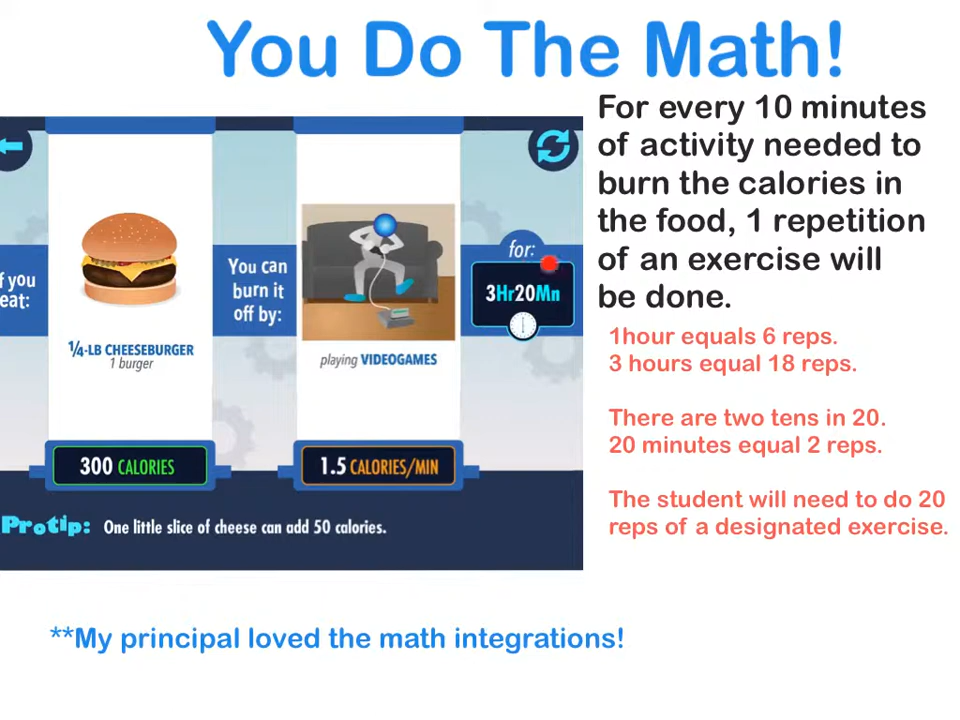 You Do The Math!
For every 10 minutes
of activity needed to
burn the calories in
the food, 1 repetition
of an exercise will
be done.
f you
eat:
¼-LB CHEESEBURGER
1 burger
300 CALORIES
You can
burn it
off by:
playing VIDEOGAMES
1.5 CALORIES/MIN
for:
3Hr20Mn
1hour equals 6 reps.
3 hours equal 18 reps.
There are two tens in 20.
20 minutes equal 2 reps.
The student will need to do 20
reps of a designated exercise.
Protip: One little slice of cheese can add 50 calories.
**My principal loved the math integrations!